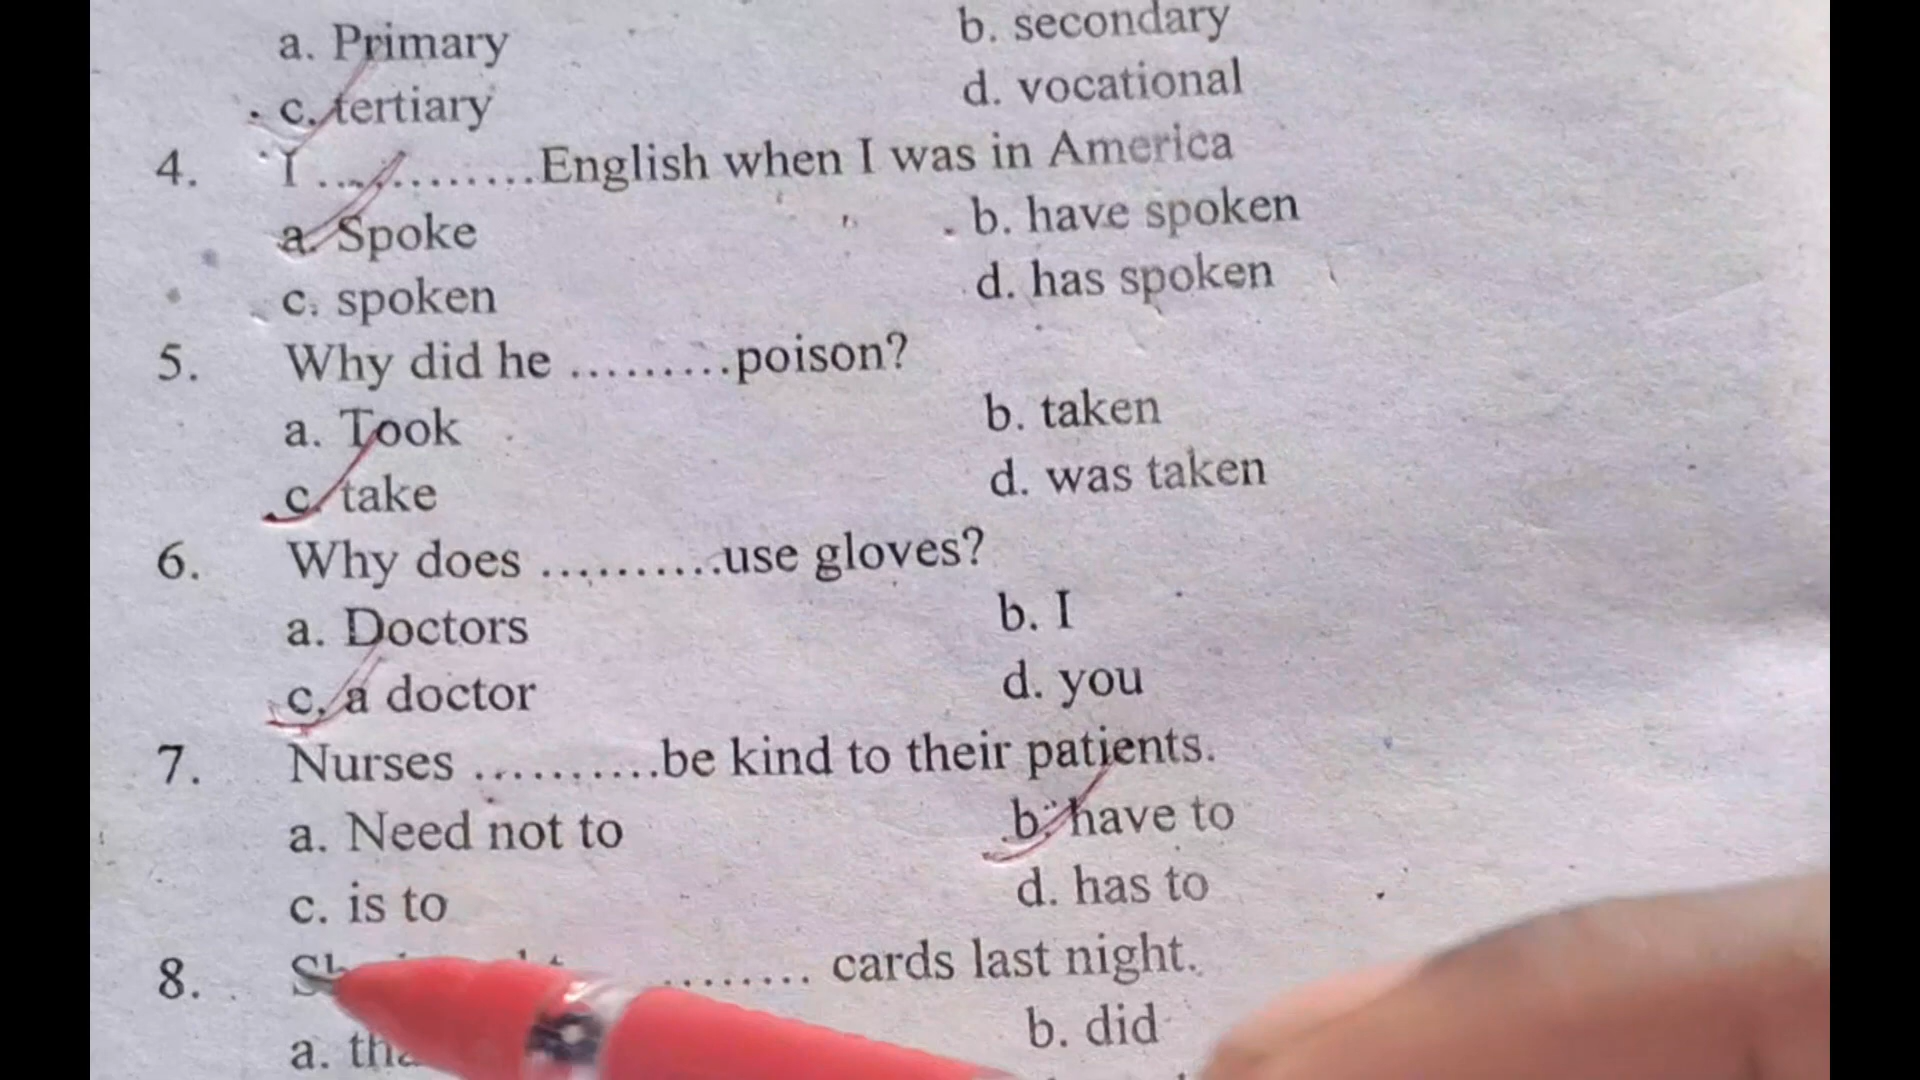 a. Primary b. secondary
c. tertiary d. vocational
4. I ............English when I was in America
a. Spoke b. have spoken
c. spoken d. has spoken
5. Why did he .........poison?
a. Took b. taken
c. take d. was taken
6. Why does ..........use gloves?
a. Doctors b. I
c. a doctor d. you
7. Nurses ..........be kind to their patients.
a. Need not to b. have to
c. is to d. has to
8. ......... cards last night.
a. b. did